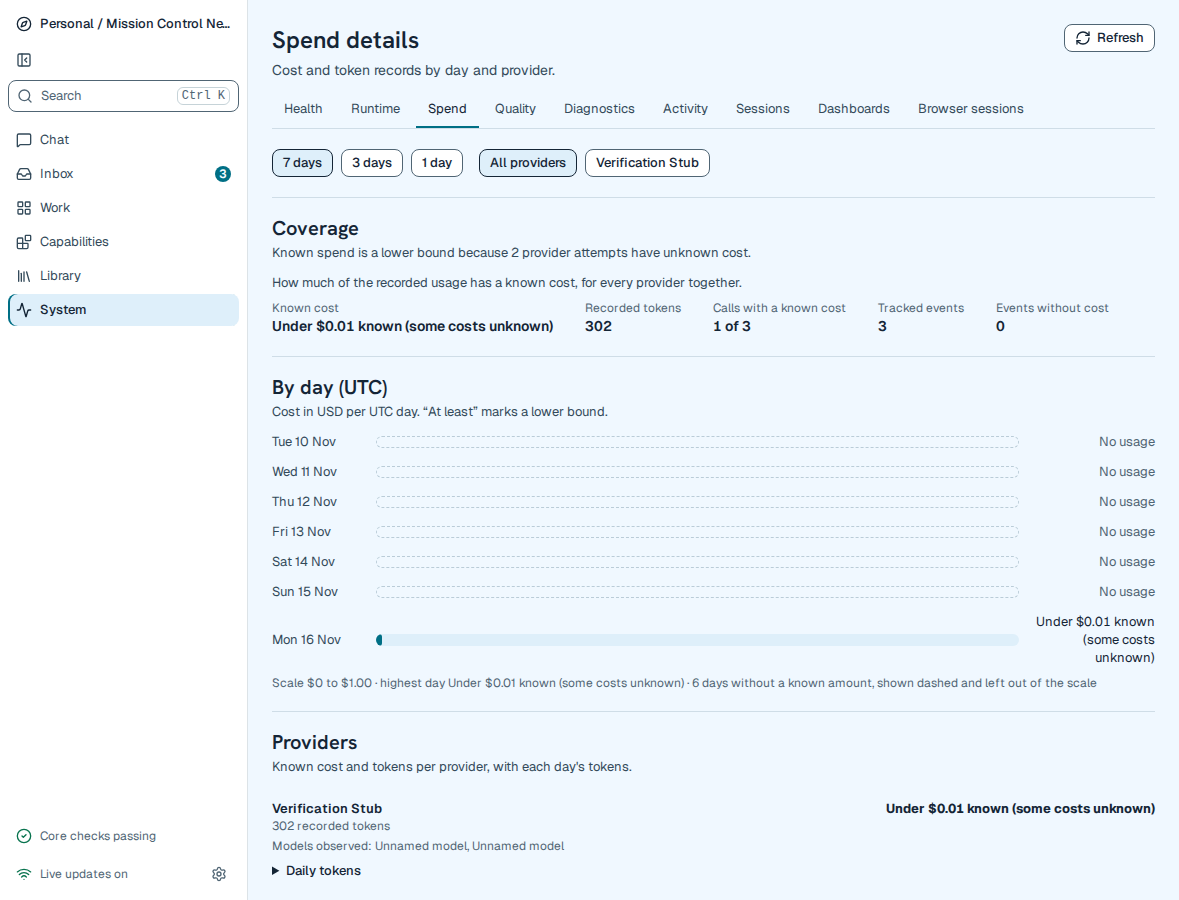 Personal / Mission Control Ne...
Search
Ctrl K
Chat
Inbox
3
Work
Capabilities
Library
System
Core checks passing
Live updates on
Spend details
Refresh
Cost and token records by day and provider.
Health Runtime Spend Quality Diagnostics Activity Sessions Dashboards Browser sessions
7 days 3 days 1 day All providers Verification Stub
Coverage
Known spend is a lower bound because 2 provider attempts have unknown cost.
How much of the recorded usage has a known cost, for every provider together.
Known cost Recorded tokens Calls with a known cost Tracked events Events without cost
Under $0.01 known (some costs unknown) 302 1 of 3 3 0
By day (UTC)
Cost in USD per UTC day. “At least” marks a lower bound.
Tue 10 Nov No usage
Wed 11 Nov No usage
Thu 12 Nov No usage
Fri 13 Nov No usage
Sat 14 Nov No usage
Sun 15 Nov No usage
Mon 16 Nov
Under $0.01 known
(some costs
unknown)
Scale $0 to $1.00 · highest day Under $0.01 known (some costs unknown) · 6 days without a known amount, shown dashed and left out of the scale
Providers
Known cost and tokens per provider, with each day's tokens.
Verification Stub Under $0.01 known (some costs unknown)
302 recorded tokens
Models observed: Unnamed model, Unnamed model
Daily tokens